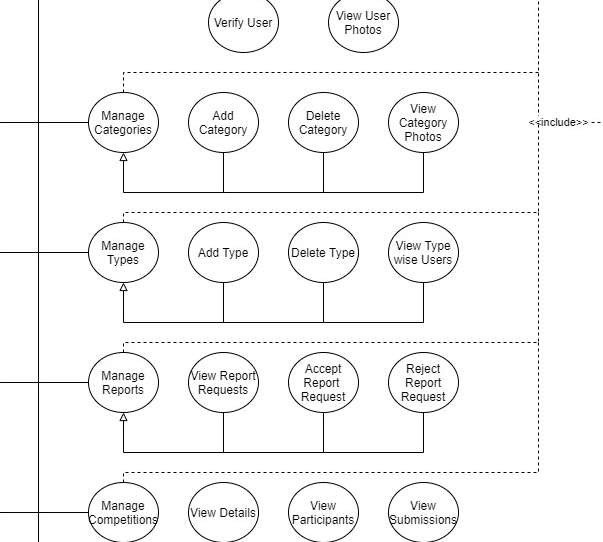 Verify User
View User
Photos
Manage
Categories
Add
Category
Delete
Category
View
Category
Photos
<<include>>
Manage
Types
Add Type
Delete Type
View Type
wise Users
Manage
Reports
View Report
Requests
Accept
Report
Request
Reject
Report
Request
Manage
Competitions
View Details
View
Participants
View
Submissions